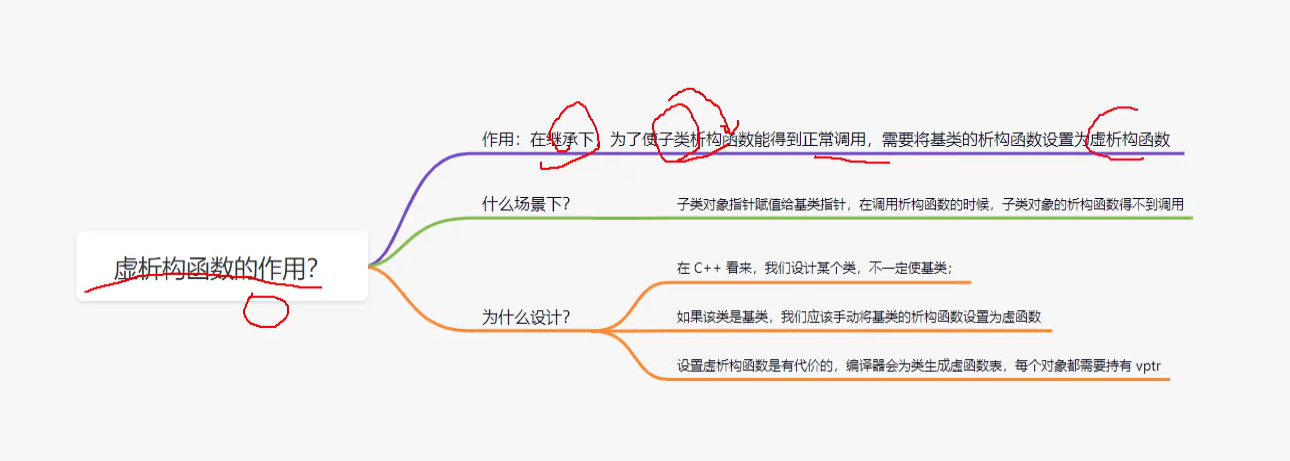 作用：在继承下 为了使子类析构函数能得到正常调用，需要将基类的析构函数设置为虚析构函数
什么场景下？
子类对象指针赋值给基类指针，在调用析构函数的时候，子类对象的析构函数得不到调用
虚析构函数的作用？
为什么设计？
在 C++ 看来，我们设计某个类，不一定使基类；
如果该类是基类，我们应该手动将基类的析构函数设置为虚函数
设置虚析构函数是有代价的，编译器会为类生成虚函数表，每个对象都需要持有 vptr